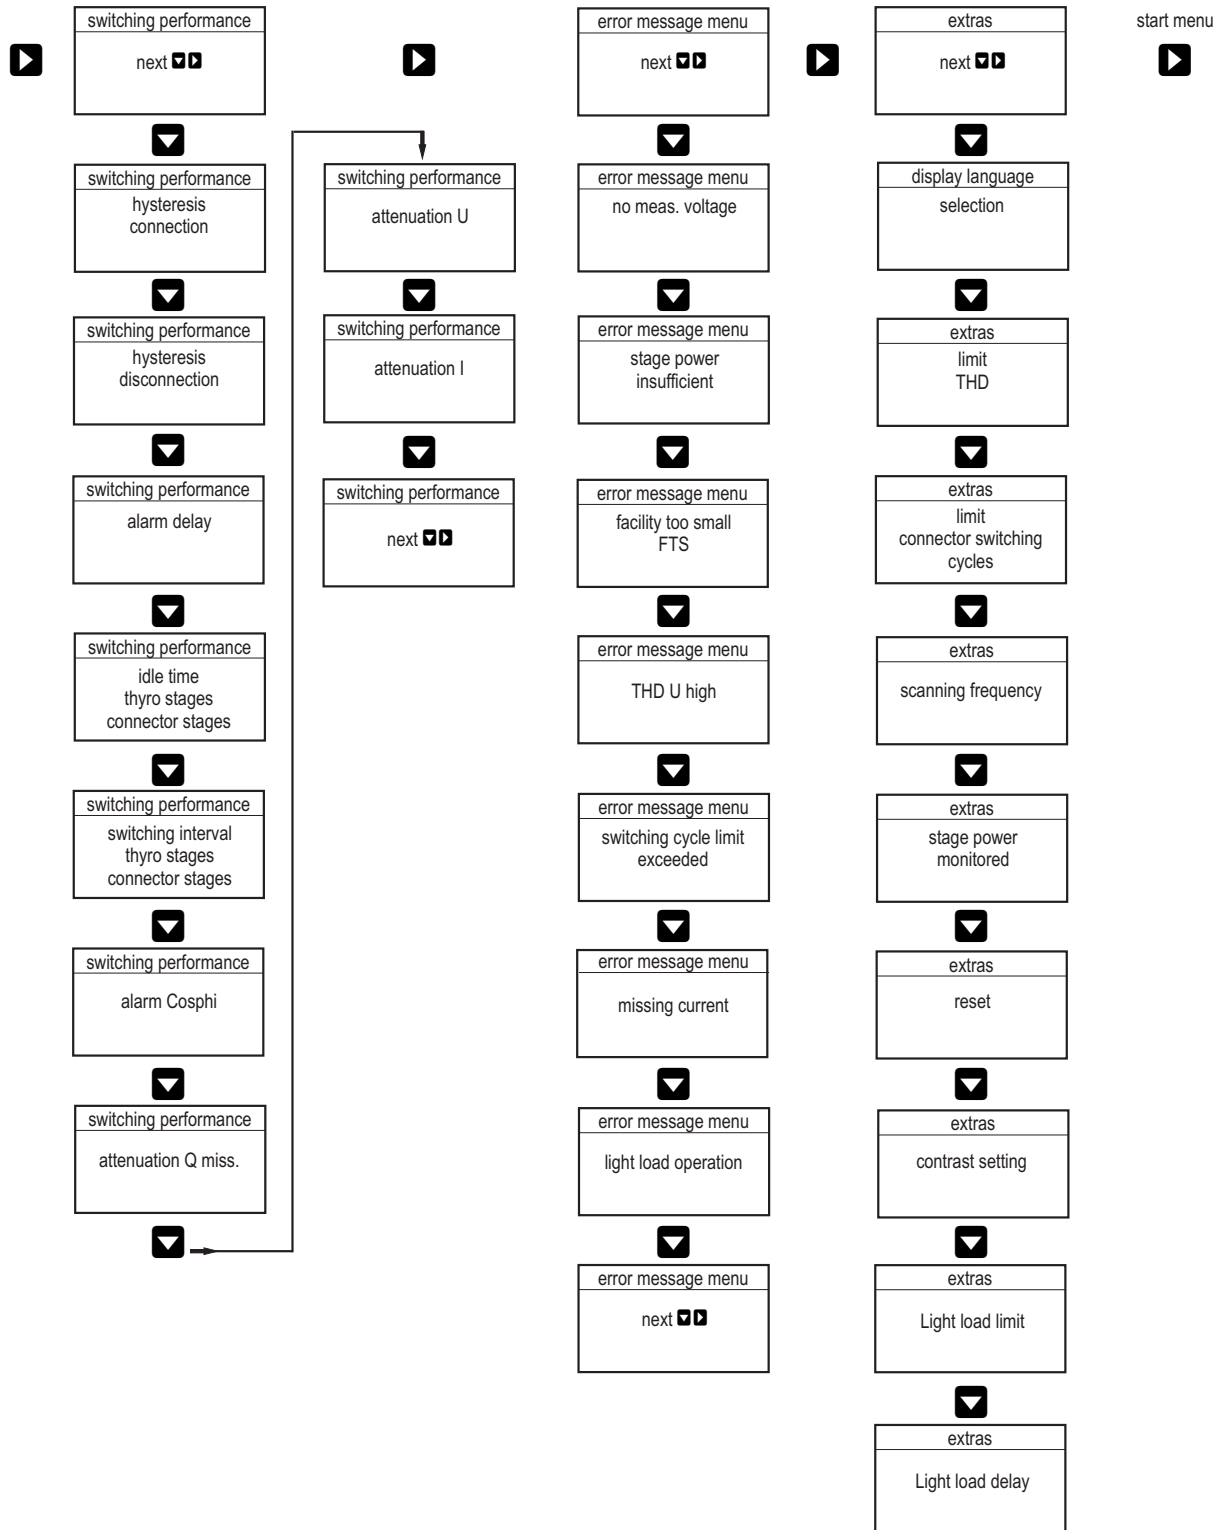 switching performance
next
hysteresis
connection
switching performance
hysteresis
disconnection
switching performance
alarm delay
switching performance
idle time
thyro stages
connector stages
switching performance
switching interval
thyro stages
connector stages
switching performance
alarm Cosphi
switching performance
attenuation Q miss.
switching performance
switching performance
attenuation U
switching performance
attenuation I
switching performance
next
error message menu
next
error message menu
no meas. voltage
error message menu
stage power
insufficient
error message menu
facility too small
FTS
error message menu
THD U high
error message menu
switching cycle limit
exceeded
error message menu
missing current
error message menu
light load operation
error message menu
next
extras
next
display language
selection
extras
limit
THD
extras
limit
connector switching
cycles
extras
scanning frequency
extras
stage power
monitored
extras
reset
extras
contrast setting
extras
Light load limit
extras
Light load delay
start menu